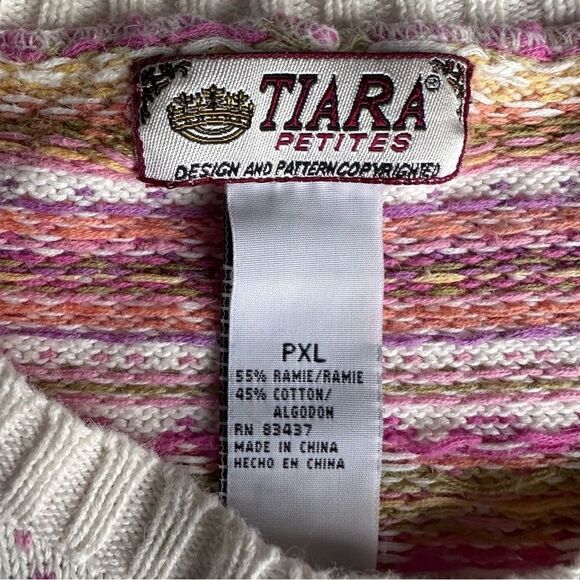 TIARA®
PETITES
DESIGN AND PATTERN COPYRIGHTED
PXL
55% RAMIE/RAMIE
45% COTTON/
ALGODON
RN 83437
MADE IN CHINA
HECHO EN CHINA